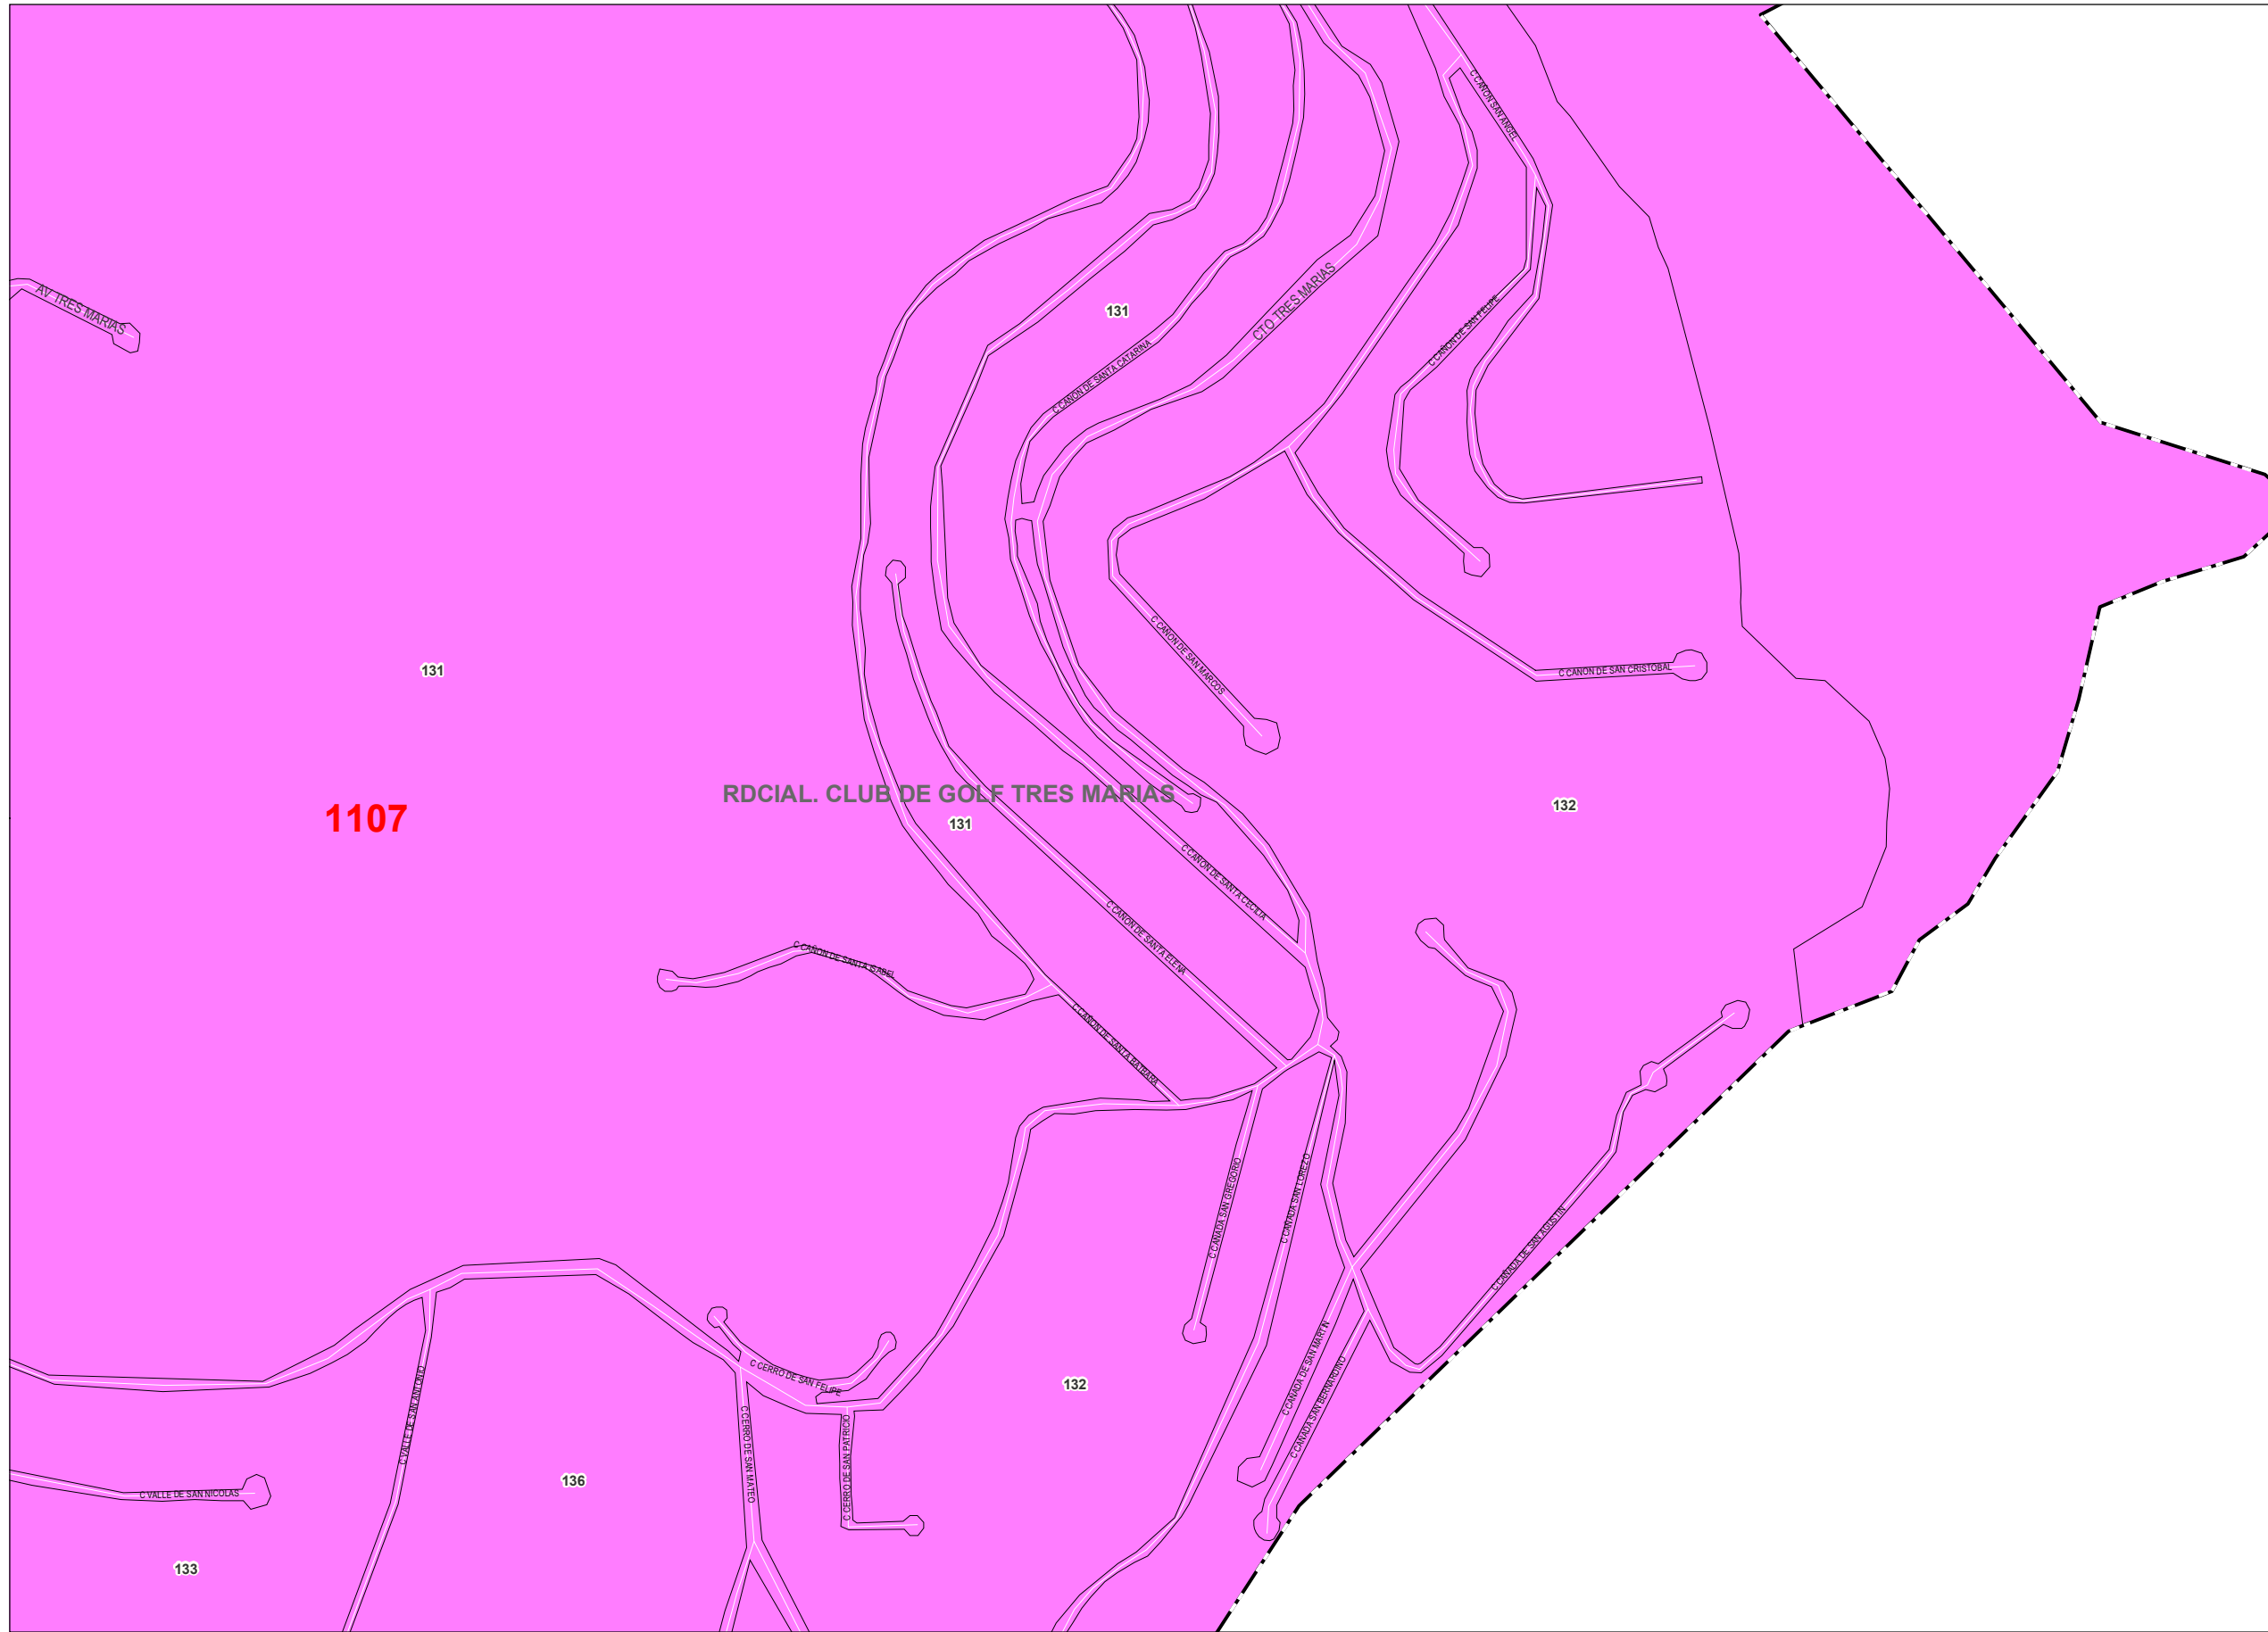 C CAÑON SAN ANGEL
AV TRES MARIAS
131
CTO TRES MARIAS
C CAÑON DE SAN FELIPE
C CAÑON DE SANTA CATARINA
131
C CAÑON DE SAN MARCOS
C CAÑON DE SAN CRISTOBAL
RDCIAL. CLUB DE GOLF TRES MARIAS
1107
131
132
C CAÑON DE SANTA CECILIA
C CAÑON DE SANTA ELENA
C CAÑON DE SANTA ISABEL
C CAÑON DE SANTA BARBARA
C CAÑADA SAN GREGORIO
C CAÑADA SAN LOREZO
C CAÑADA DE SAN AGUSTIN
C CERRO DE SAN FELIPE
C CAÑADA DE SAN MARTIN
C CAÑADA SAN BERNARDINO
132
C VALLE DE SAN ANTONIO
C CERRO DE SAN MATEO
C CERRO DE SAN PATRICIO
136
C VALLE DE SAN NICOLAS
133